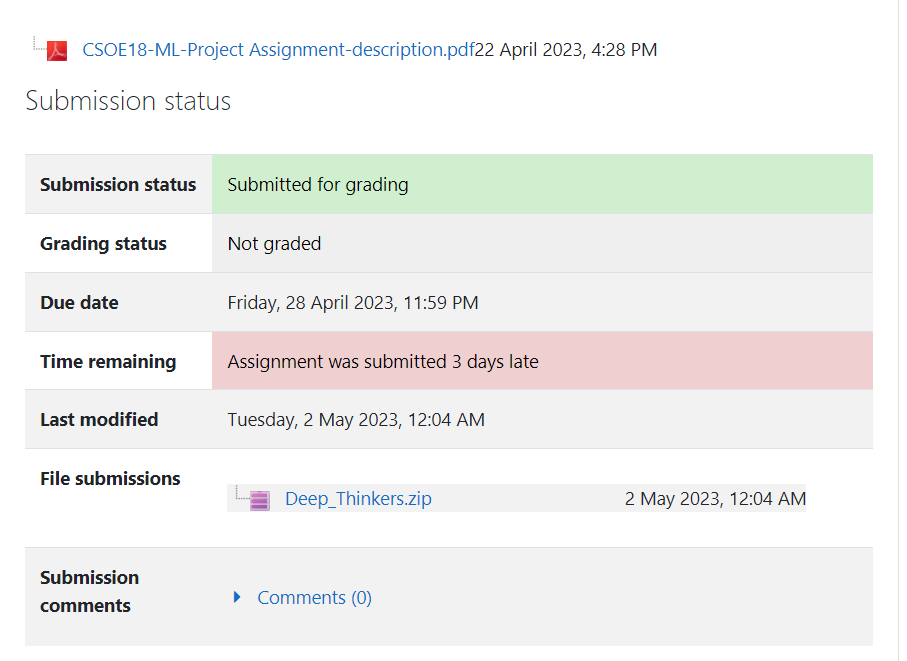 CSOE18-ML-Project Assignment-description.pdf22 April 2023, 4:28 PM
Submission status
Submission status Submitted for grading
Grading status Not graded
Due date Friday, 28 April 2023, 11:59 PM
Time remaining Assignment was submitted 3 days late
Last modified Tuesday, 2 May 2023, 12:04 AM
File submissions
Deep_Thinkers.zip 2 May 2023, 12:04 AM
Submission
comments
Comments (0)